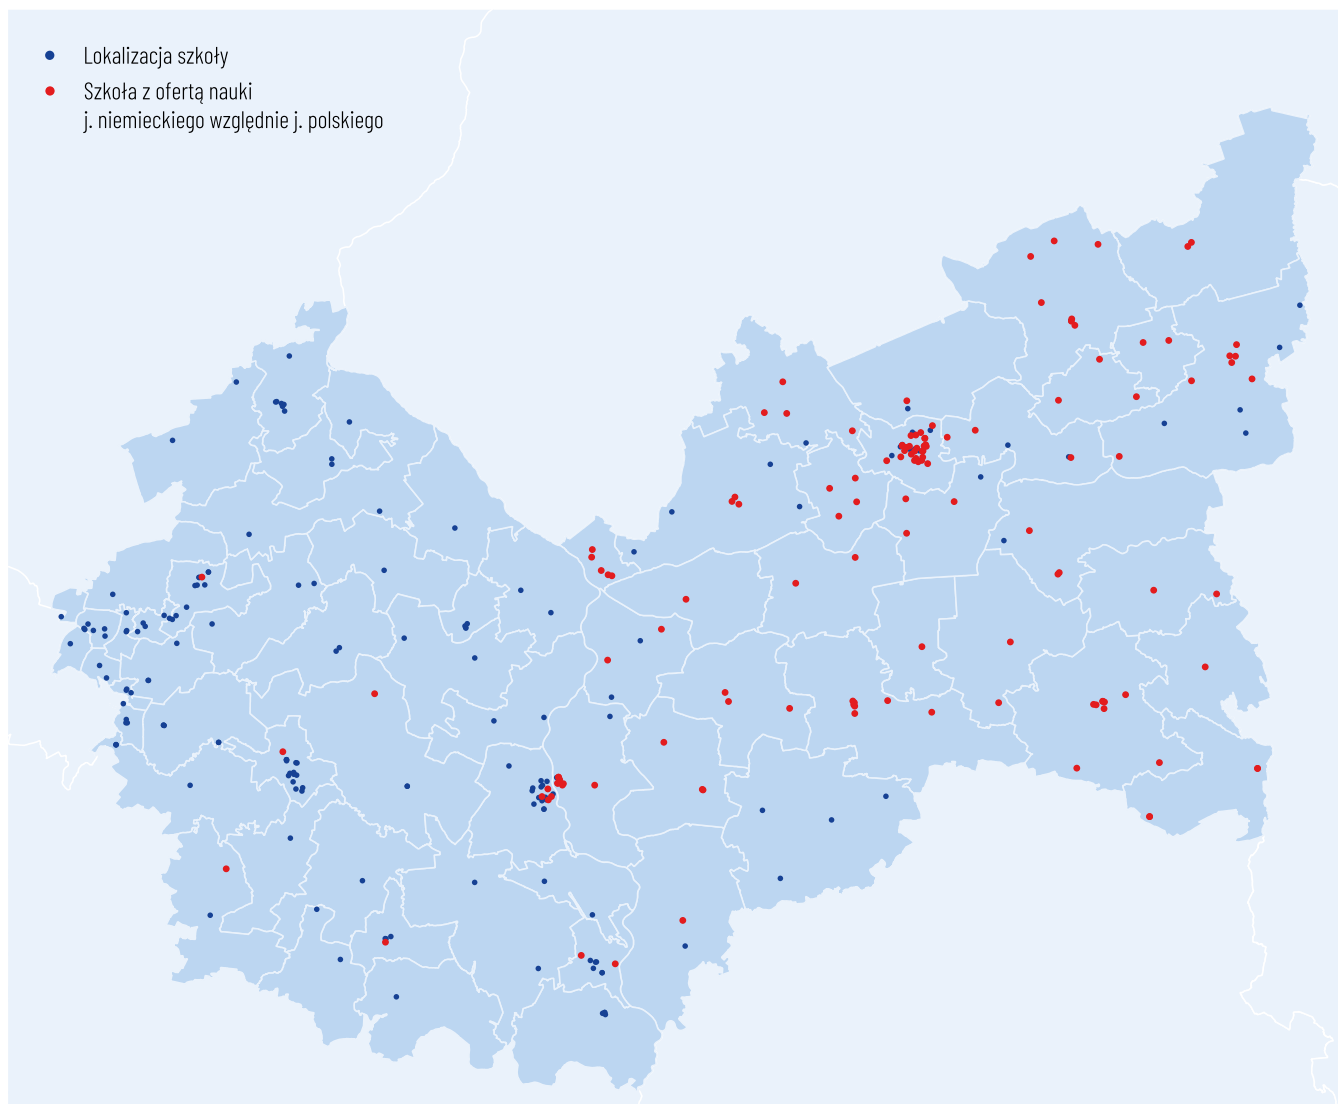 Lokalizacja szkoły
Szkoła z ofertą nauki
j. niemieckiego względnie j. polskiego